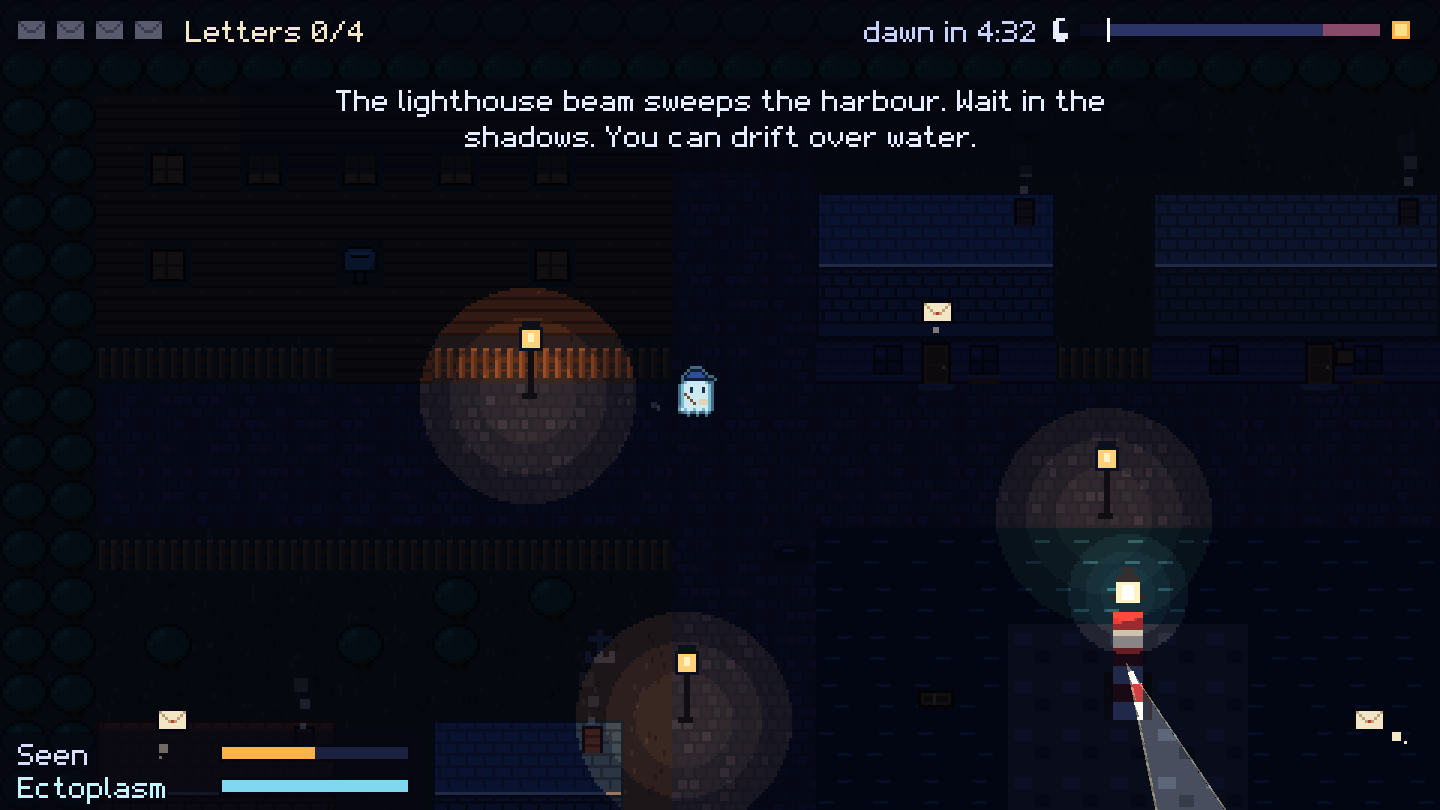 Letters 0/4
dawn in 4:32
The lighthouse beam sweeps the harbour. Wait in the
shadows. You can drift over water.
Seen
Ectoplasm